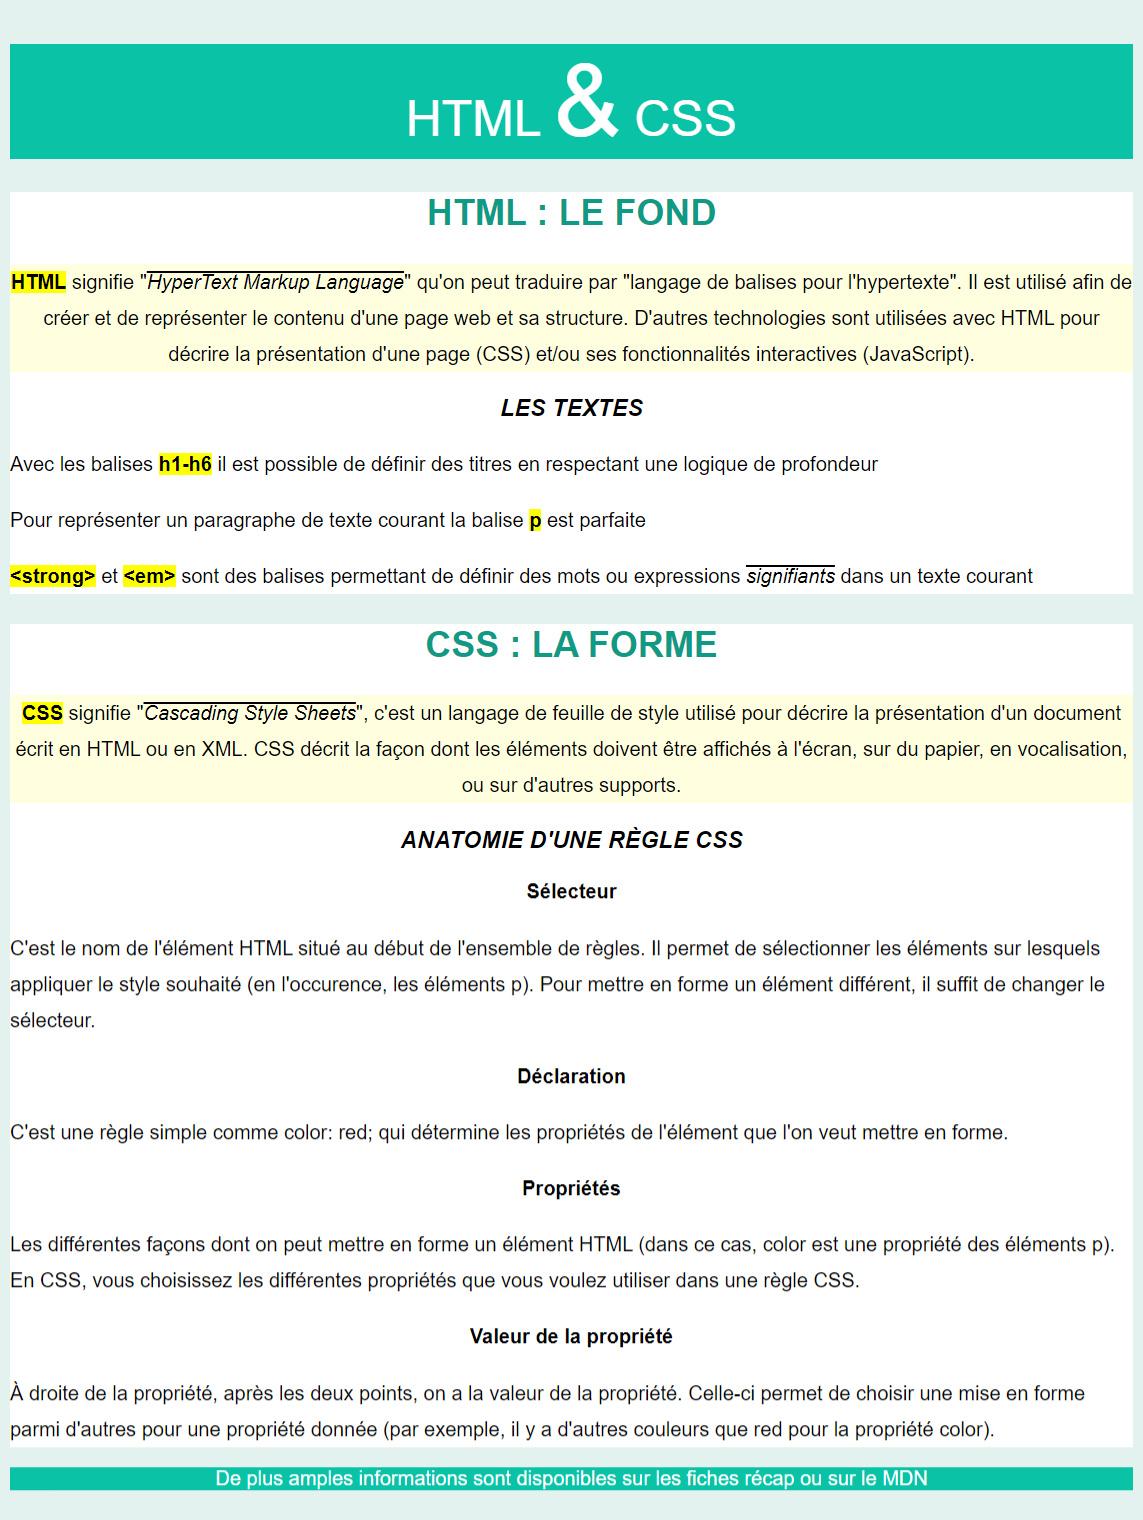 HTML & CSS
HTML : LE FOND
HTML signifie "HyperText Markup Language" qu'on peut traduire par "langage de balises pour l'hypertexte". Il est utilisé afin de
créer et de représenter le contenu d'une page web et sa structure. D'autres technologies sont utilisées avec HTML pour
décrire la présentation d'une page (CSS) et/ou ses fonctionnalités interactives (JavaScript).
LES TEXTES
Avec les balises h1-h6 il est possible de définir des titres en respectant une logique de profondeur
Pour représenter un paragraphe de texte courant la balise p est parfaite
<strong> et <em> sont des balises permettant de définir des mots ou expressions signifiants dans un texte courant
CSS : LA FORME
CSS signifie "Cascading Style Sheets", c'est un langage de feuille de style utilisé pour décrire la présentation d'un document
écrit en HTML ou en XML. CSS décrit la façon dont les éléments doivent être affichés à l'écran, sur du papier, en vocalisation,
ou sur d'autres supports.
ANATOMIE D'UNE RÈGLE CSS
Sélecteur
C'est le nom de l'élément HTML situé au début de l'ensemble de règles. Il permet de sélectionner les éléments sur lesquels
appliquer le style souhaité (en l'occurence, les éléments p). Pour mettre en forme un élément différent, il suffit de changer le
sélecteur.
Déclaration
C'est une règle simple comme color: red; qui détermine les propriétés de l'élément que l'on veut mettre en forme.
Propriétés
Les différentes façons dont on peut mettre en forme un élément HTML (dans ce cas, color est une propriété des éléments p).
En CSS, vous choisissez les différentes propriétés que vous voulez utiliser dans une règle CSS.
Valeur de la propriété
À droite de la propriété, après les deux points, on a la valeur de la propriété. Celle-ci permet de choisir une mise en forme
parmi d'autres pour une propriété donnée (par exemple, il y a d'autres couleurs que red pour la propriété color).
De plus amples informations sont disponibles sur les fiches récap ou sur le MDN